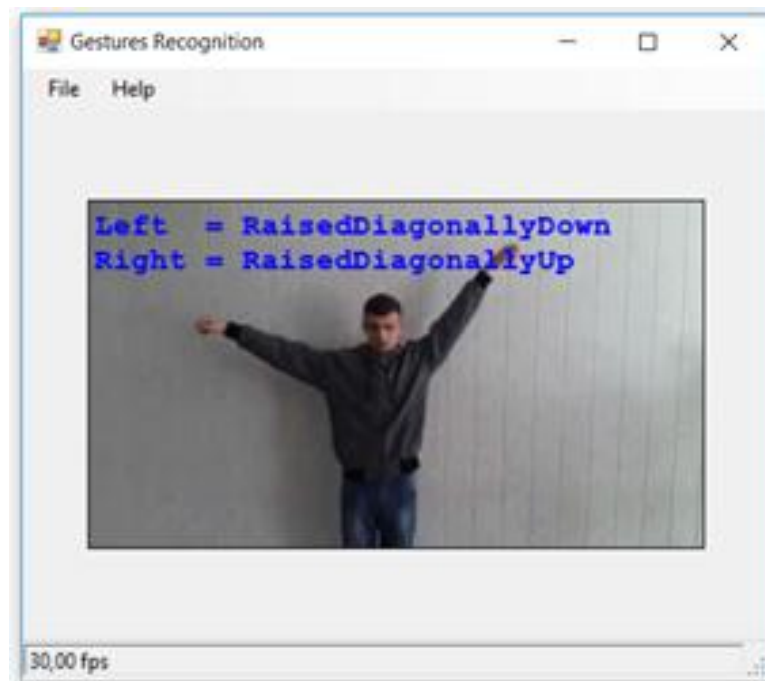 Gestures Recognition
File Help
Left = RaisedDiagonallyDown
Right = RaisedDiagonallyUp
30,00 fps